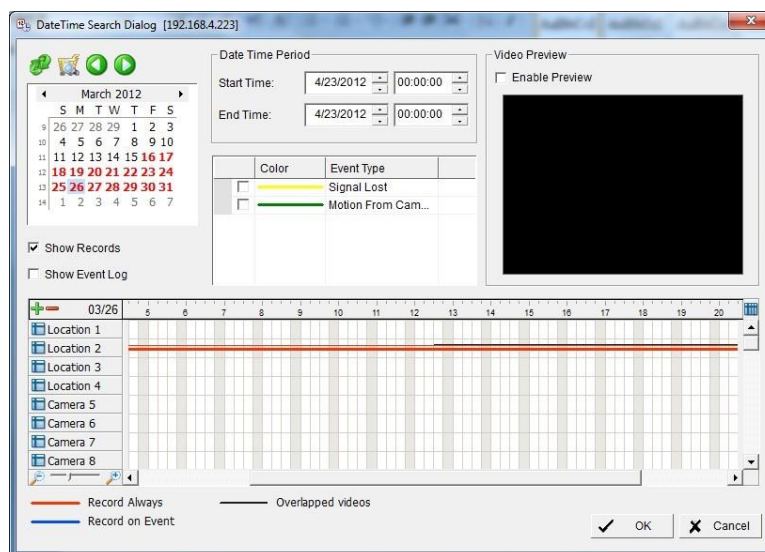 DateTime Search Dialog [192.168.4.223]
Date Time Period
Start Time: 4/23/2012 00:00:00
End Time: 4/23/2012 00:00:00
Video Preview
Enable Preview
March 2012
S M T W T F S
9 26 27 28 29 1 2 3
10 4 5 6 7 8 9 10
11 11 12 13 14 15 16 17
12 18 19 20 21 22 23 24
13 25 26 27 28 29 30 31
14 1 2 3 4 5 6 7
Color Event Type
Signal Lost
Motion From Cam...
Show Records
Show Event Log
03/26 5 6 7 8 9 10 11 12 13 14 15 16 17 18 19 20
Location 1
Location 2
Location 3
Location 4
Camera 5
Camera 6
Camera 7
Camera 8
Record Always Overlapped videos
Record on Event
OK Cancel